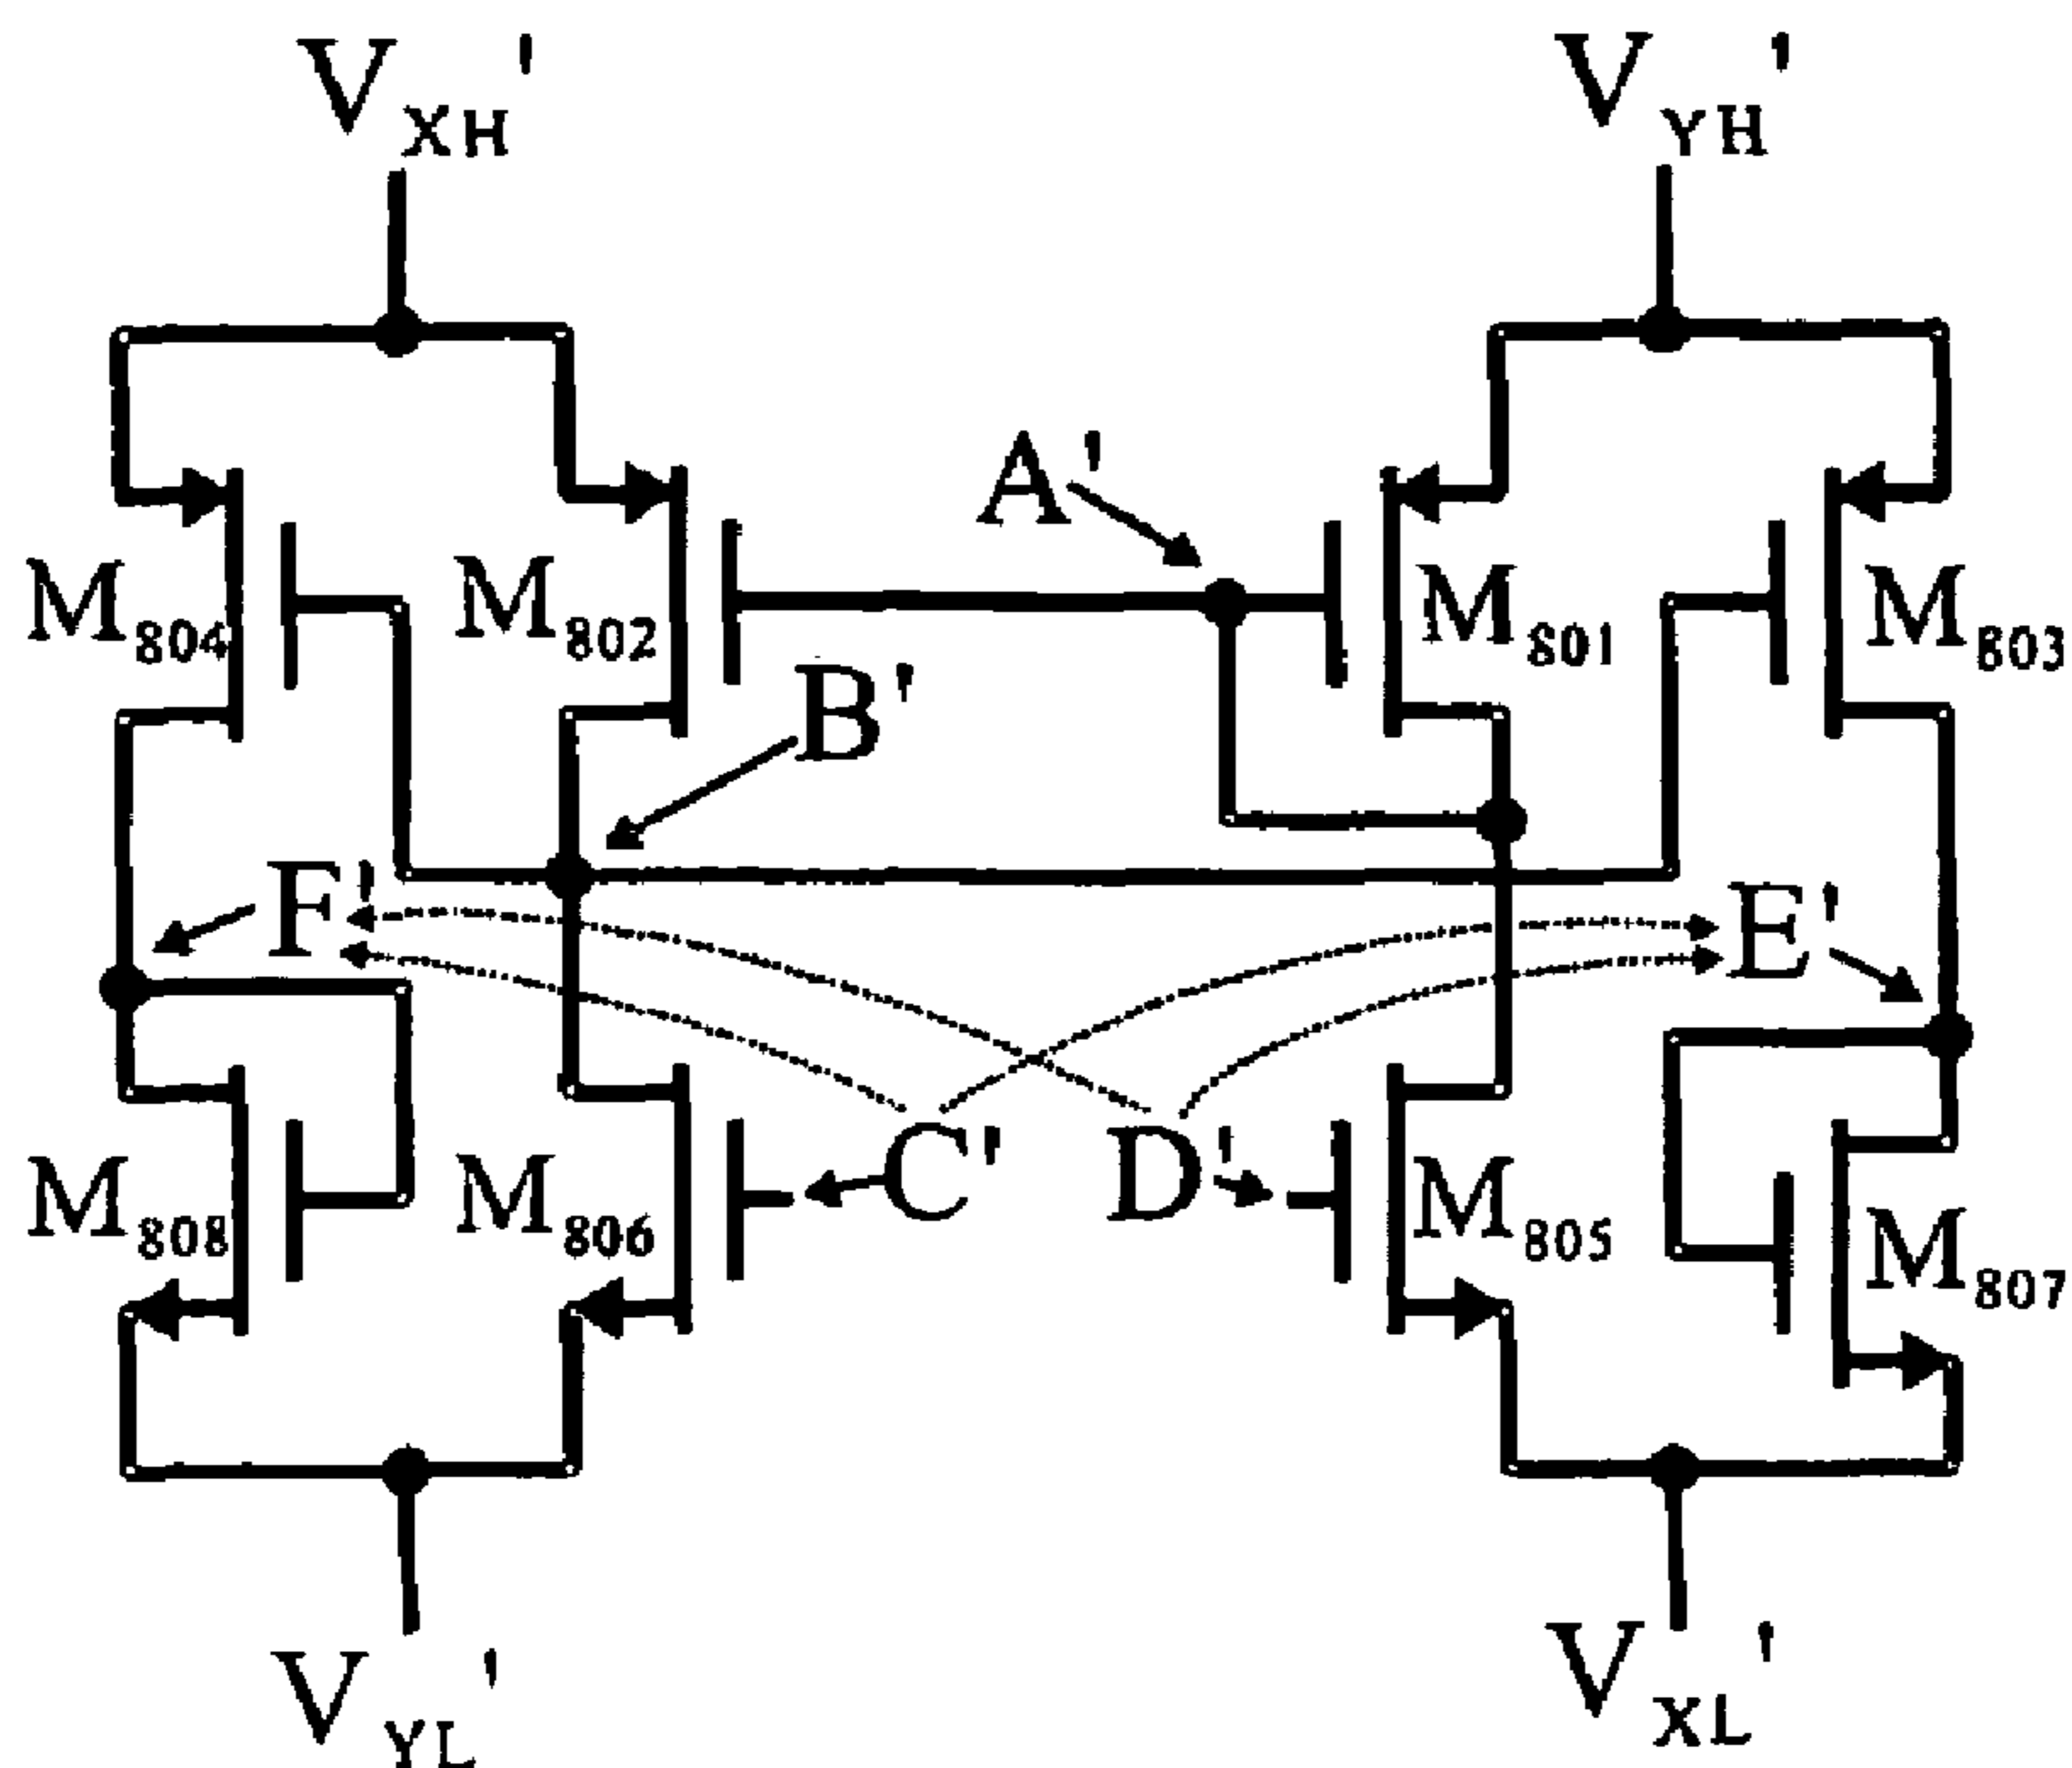 V_XH' V_YH'
A'
M_804 M_802 M_801 M_803
B'
F' E'
C' D'
M_808 M_806 M_805 M_807
V_YL' V_XL'